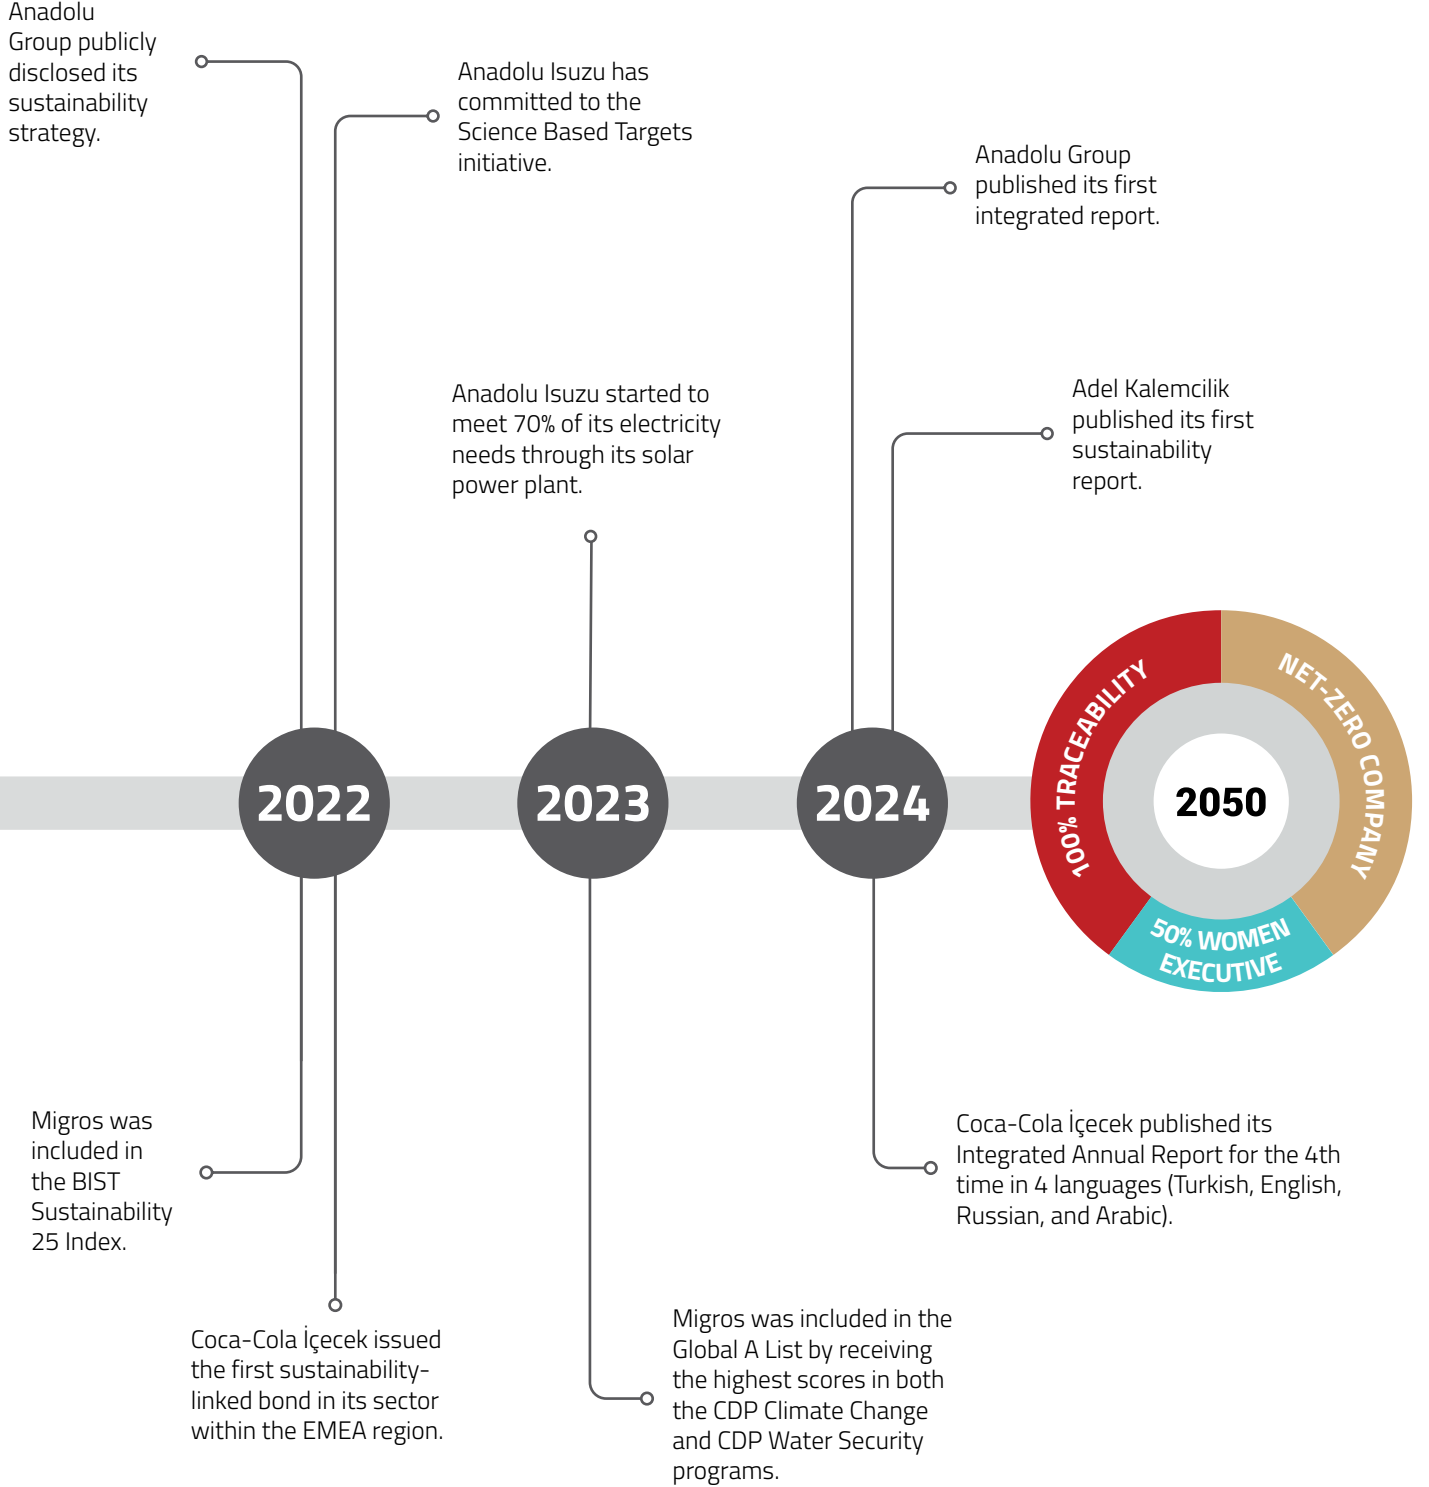 Anadolu
Group publicly
disclosed its
sustainability
strategy.
Anadolu Isuzu has
committed to the
Science Based Targets
initiative.
Anadolu Group
published its first
integrated report.
Anadolu Isuzu started to
meet 70% of its electricity
needs through its solar
power plant.
Adel Kalemcilik
published its first
sustainability
report.
2022
2023
2024
2050
100% TRACEABILITY
NET-ZERO COMPANY
50% WOMEN
EXECUTIVE
Migros was
included in
the BIST
Sustainability
25 Index.
Coca-Cola İçecek issued
the first sustainability-
linked bond in its sector
within the EMEA region.
Migros was included in the
Global A List by receiving
the highest scores in both
the CDP Climate Change
and CDP Water Security
programs.
Coca-Cola İçecek published its
Integrated Annual Report for the 4th
time in 4 languages (Turkish, English,
Russian, and Arabic).